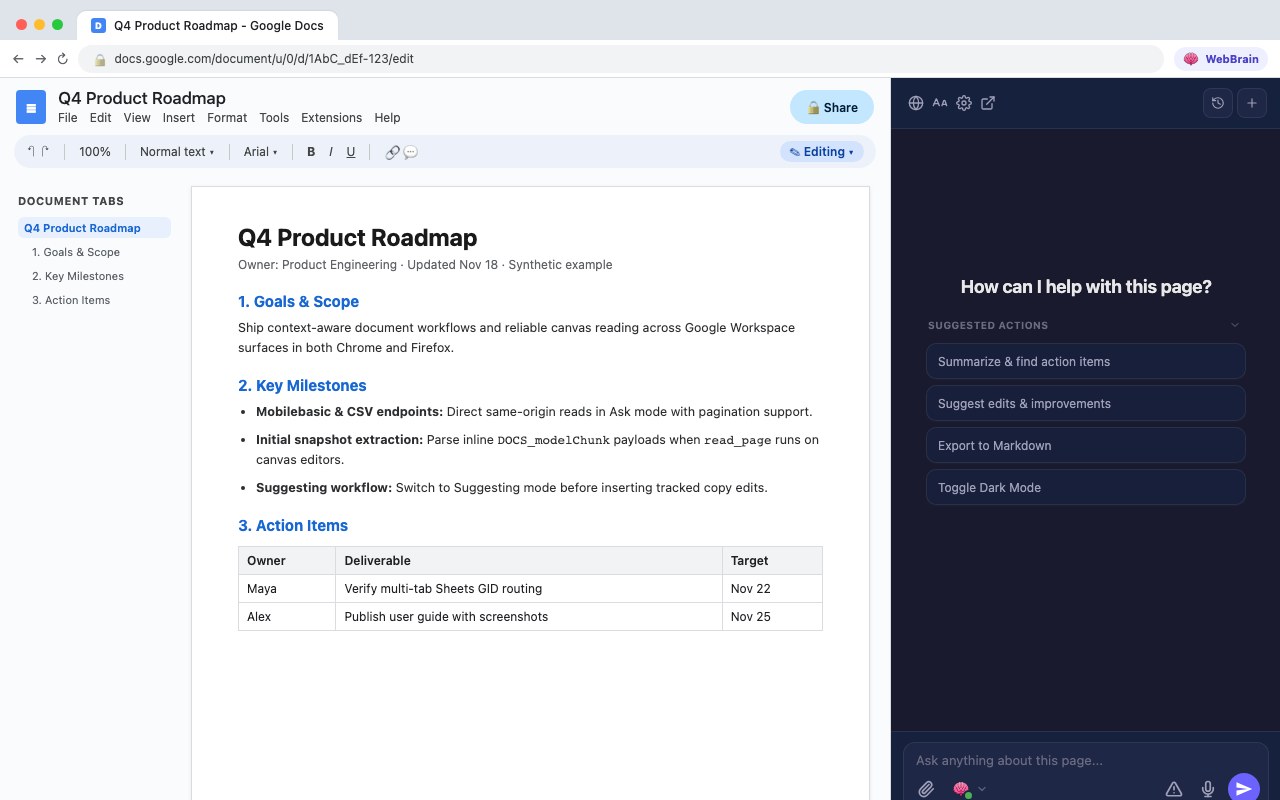 Q4 Product Roadmap - Google Docs
docs.google.com/document/u/0/d/1AbC_dEf-123/edit
WebBrain
Q4 Product Roadmap
File Edit View Insert Format Tools Extensions Help
Share
100% Normal text Arial B I U
Editing
DOCUMENT TABS
Q4 Product Roadmap
1. Goals & Scope
2. Key Milestones
3. Action Items
Q4 Product Roadmap
Owner: Product Engineering · Updated Nov 18 · Synthetic example
1. Goals & Scope
Ship context-aware document workflows and reliable canvas reading across Google Workspace
surfaces in both Chrome and Firefox.
2. Key Milestones
• Mobilebasic & CSV endpoints: Direct same-origin reads in Ask mode with pagination support.
• Initial snapshot extraction: Parse inline DOCS_modelChunk payloads when read_page runs on
canvas editors.
• Suggesting workflow: Switch to Suggesting mode before inserting tracked copy edits.
3. Action Items
Owner Deliverable Target
Maya Verify multi-tab Sheets GID routing Nov 22
Alex Publish user guide with screenshots Nov 25
AA
How can I help with this page?
SUGGESTED ACTIONS
Summarize & find action items
Suggest edits & improvements
Export to Markdown
Toggle Dark Mode
Ask anything about this page...